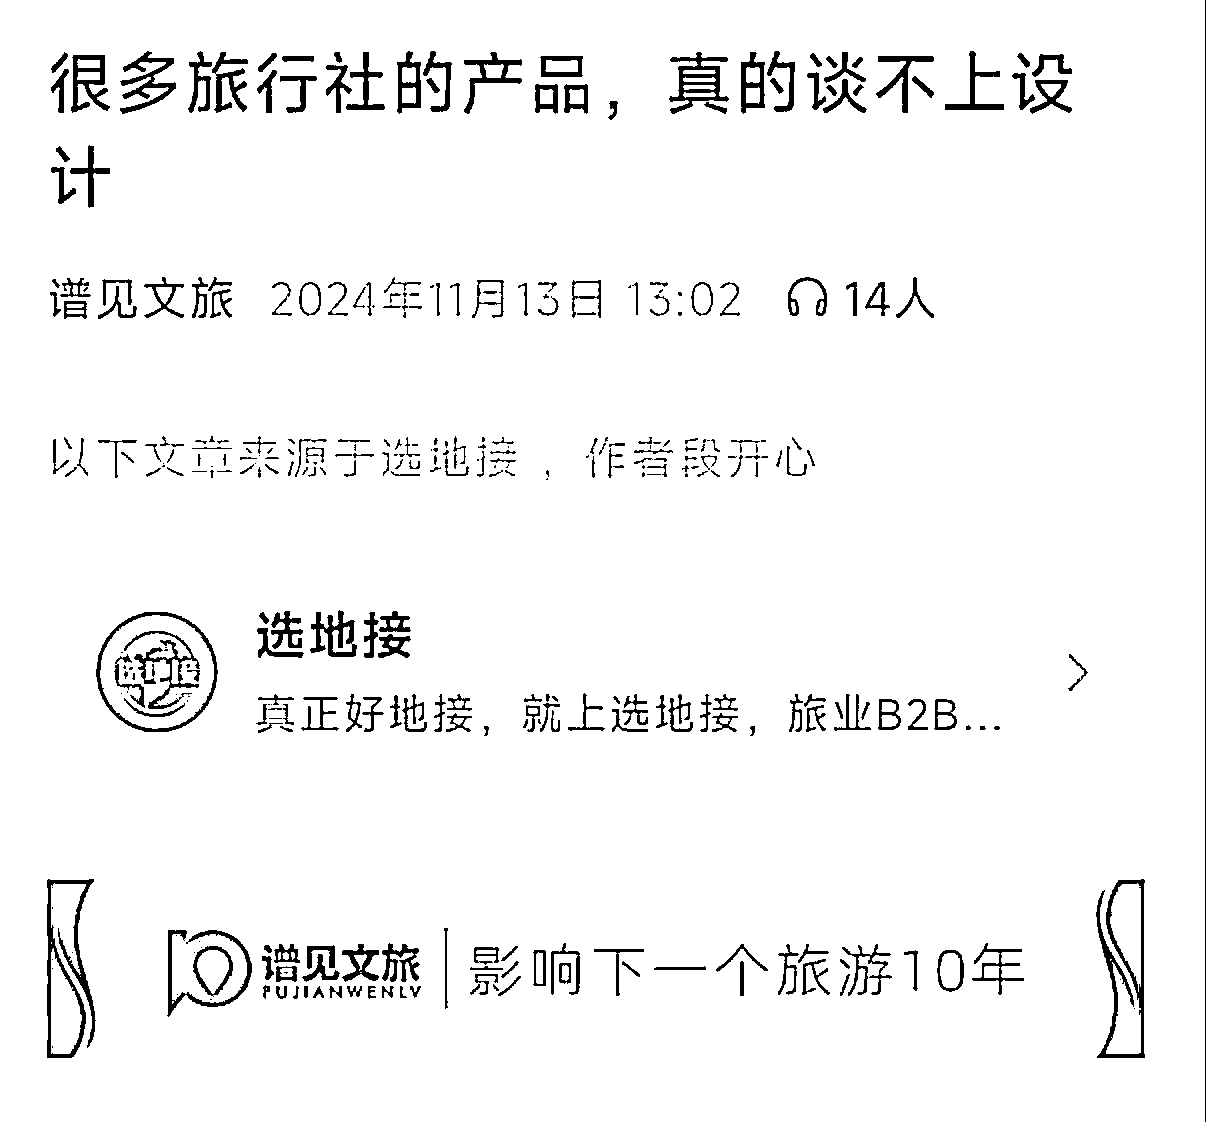 很多旅行社的产品，真的谈不上设
计
谱见文旅 2024年11月13日 13:02 14人
以下文章来源于选地接 ，作者段开心
选地接
选地接
真正好地接，就上选地接，旅业B2B...
谱见文旅 影响下一个旅游10年
PUJIANWENLV